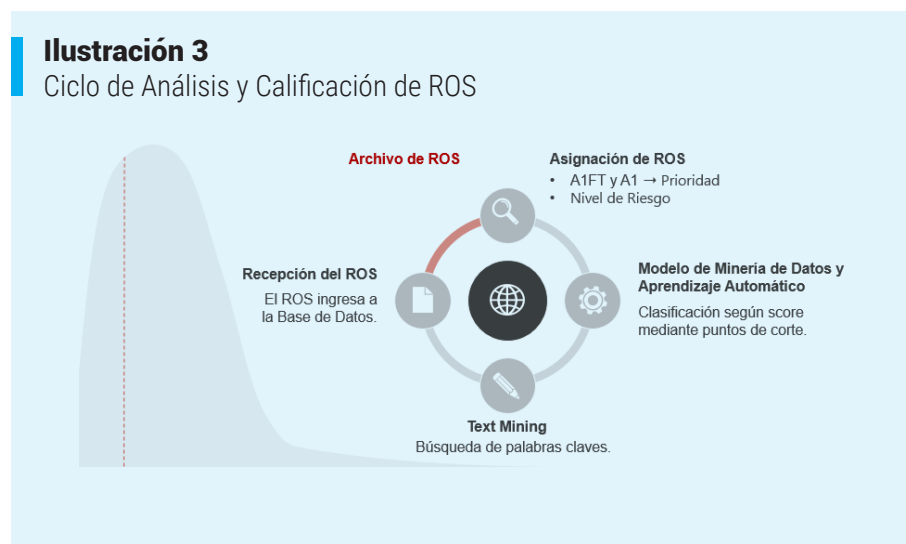 Ilustración 3
Ciclo de Análisis y Calificación de ROS
Archivo de ROS
Asignación de ROS
• A1FT y A1 → Prioridad
• Nivel de Riesgo
Recepción del ROS
El ROS ingresa a
la Base de Datos.
Modelo de Minería de Datos y
Aprendizaje Automático
Clasificación según score
mediante puntos de corte.
Text Mining
Búsqueda de palabras claves.